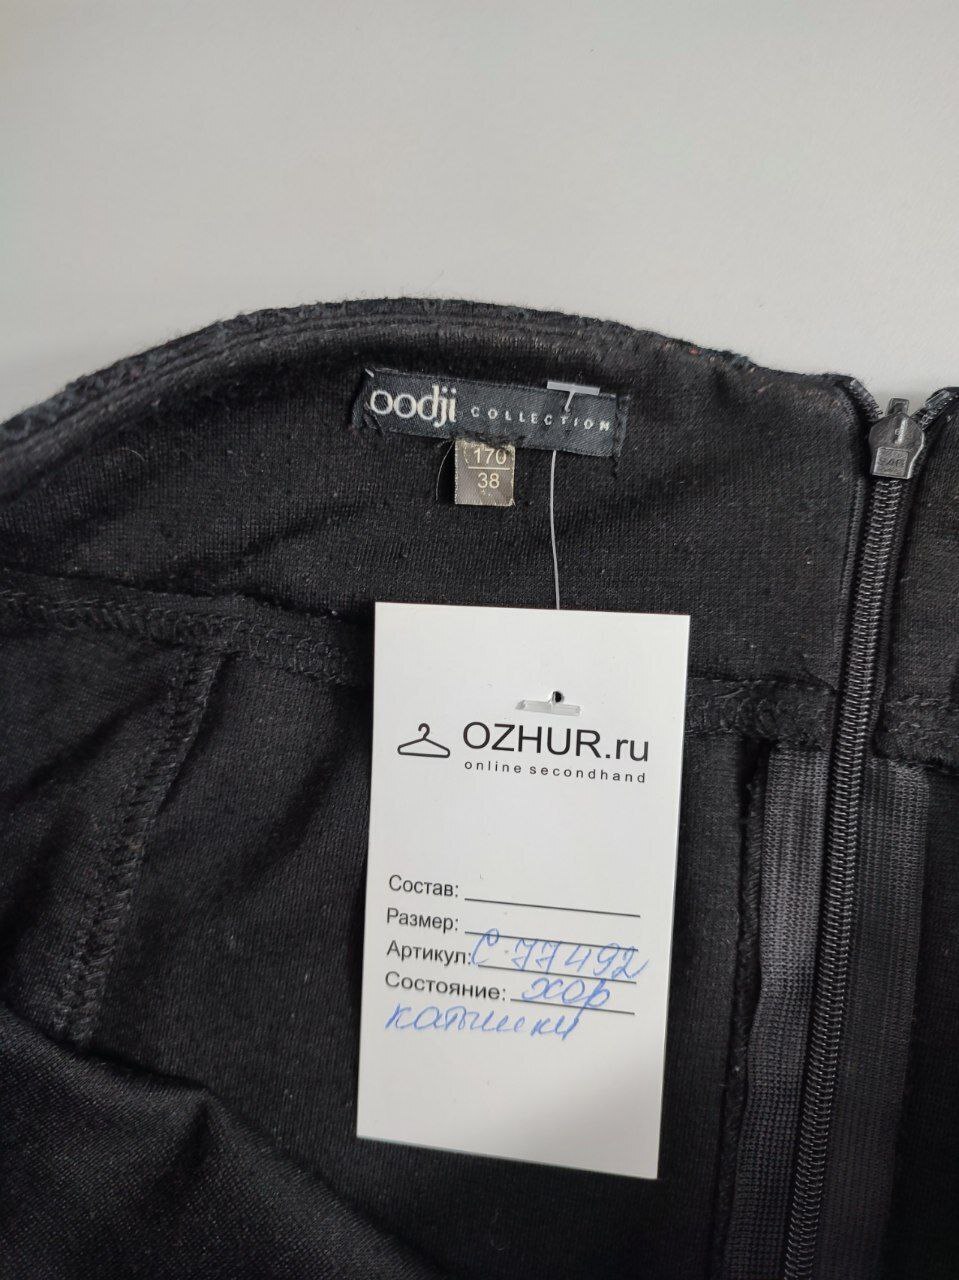 oodji COLLECTION
170
38
OZHUR.ru
online secondhand
Состав:
Размер:
Артикул: С-77492
Состояние: хор
катышки